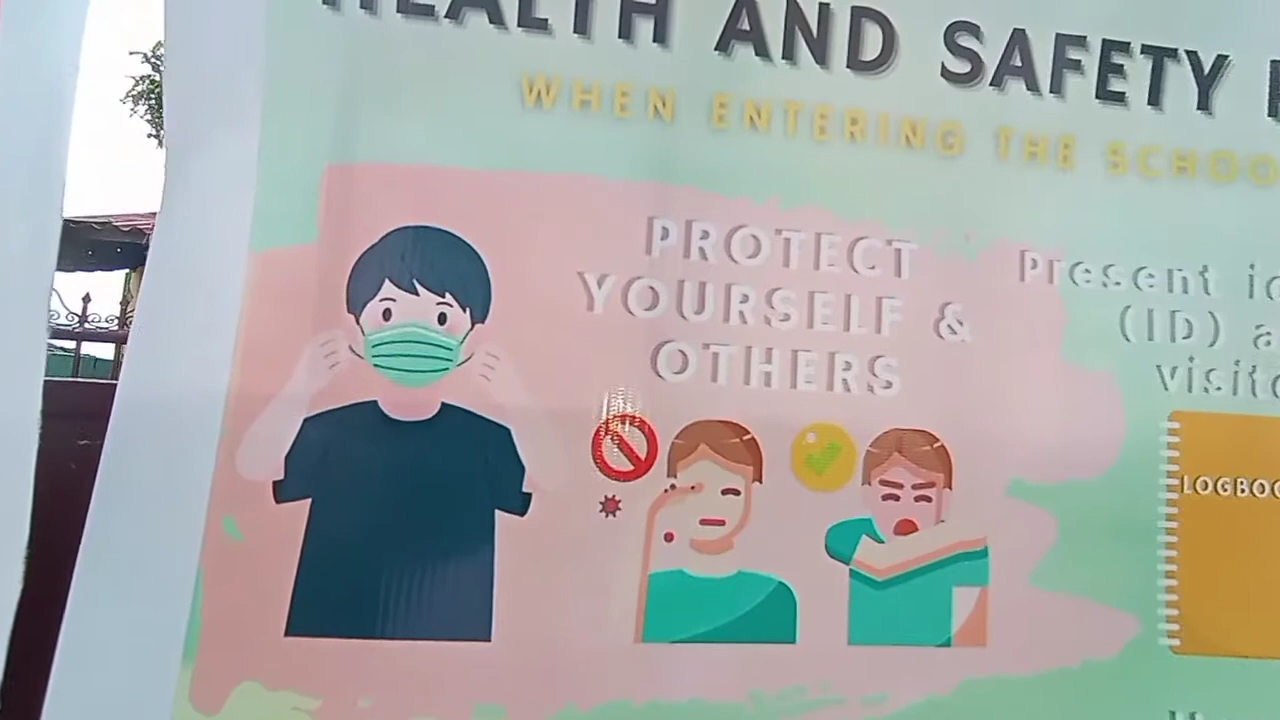 HEALTH AND SAFETY
WHEN ENTERING THE SCHOO
PROTECT
YOURSELF &
OTHERS
Present
(ID) a
visito
LOGBOO